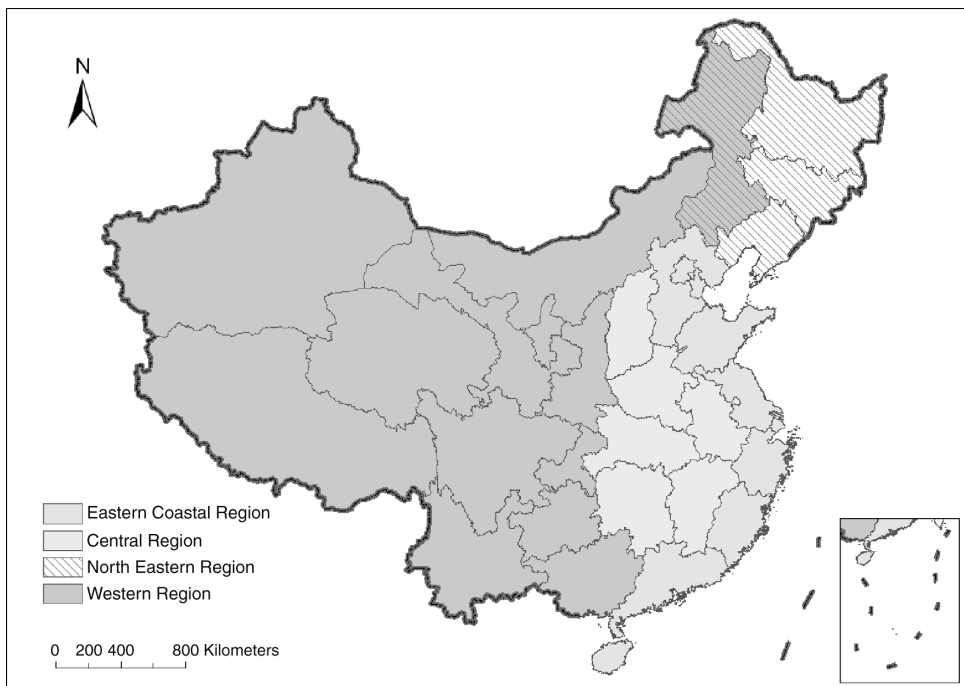 N
Eastern Coastal Region
Central Region
North Eastern Region
Western Region
0 200 400 800 Kilometers